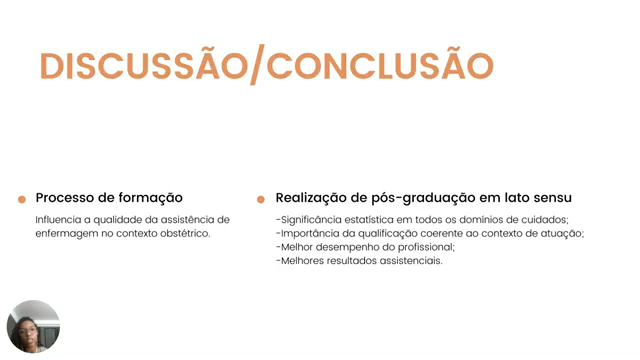 DISCUSSÃO/CONCLUSÃO
Processo de formação
Influencia a qualidade da assistência de
enfermagem no contexto obstétrico.
Realização de pós-graduação em lato sensu
-Significância estatística em todos os domínios de cuidados;
-Importância da qualificação coerente ao contexto de atuação;
-Melhor desempenho do profissional;
-Melhores resultados assistenciais.